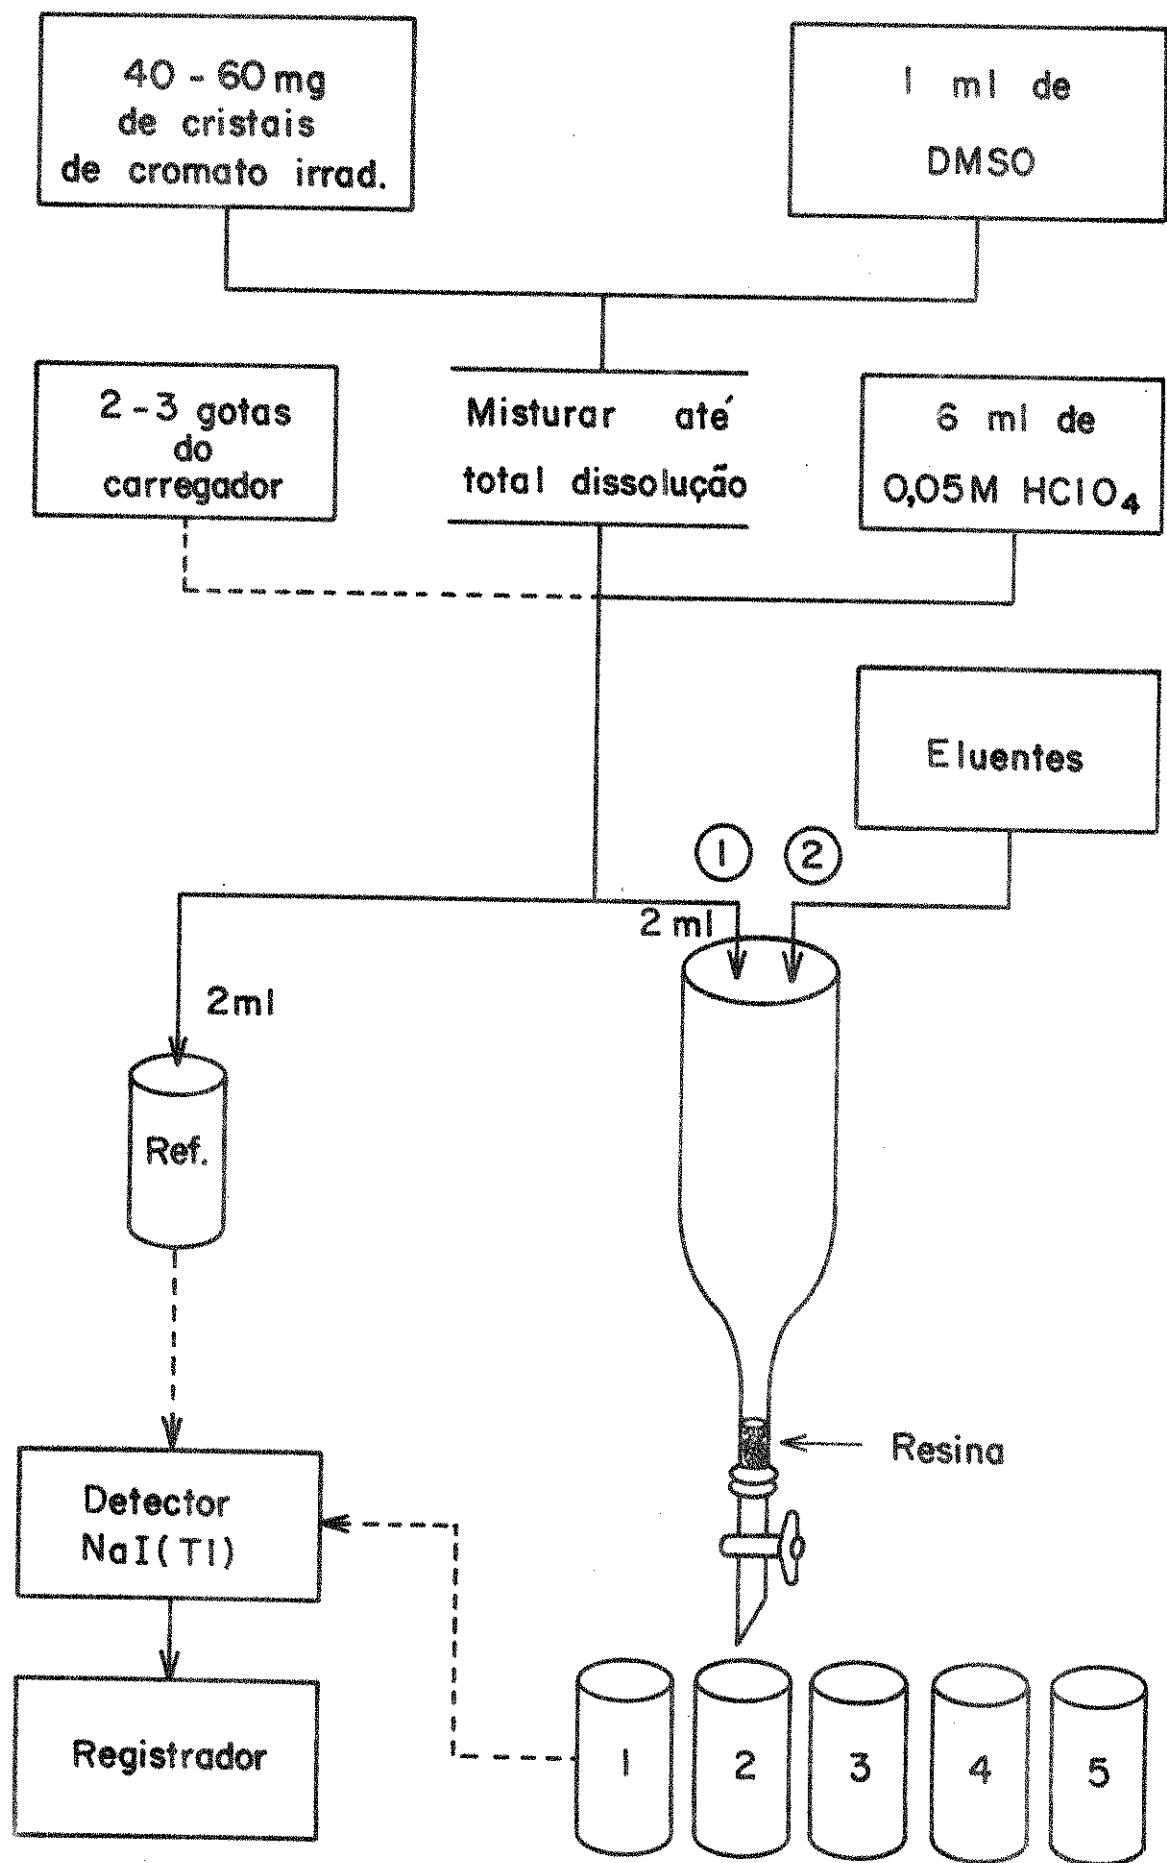 40 - 60 mg
de cristais
de cromato irrad.
1 ml de
DMSO
2 - 3 gotas
do
carregador
Misturar até
total dissolução
6 ml de
0,05M HClO₄
Eluentes
1
2
2 ml
2 ml
Ref.
Resina
Detector
NaI(Tl)
Registrador
1
2
3
4
5